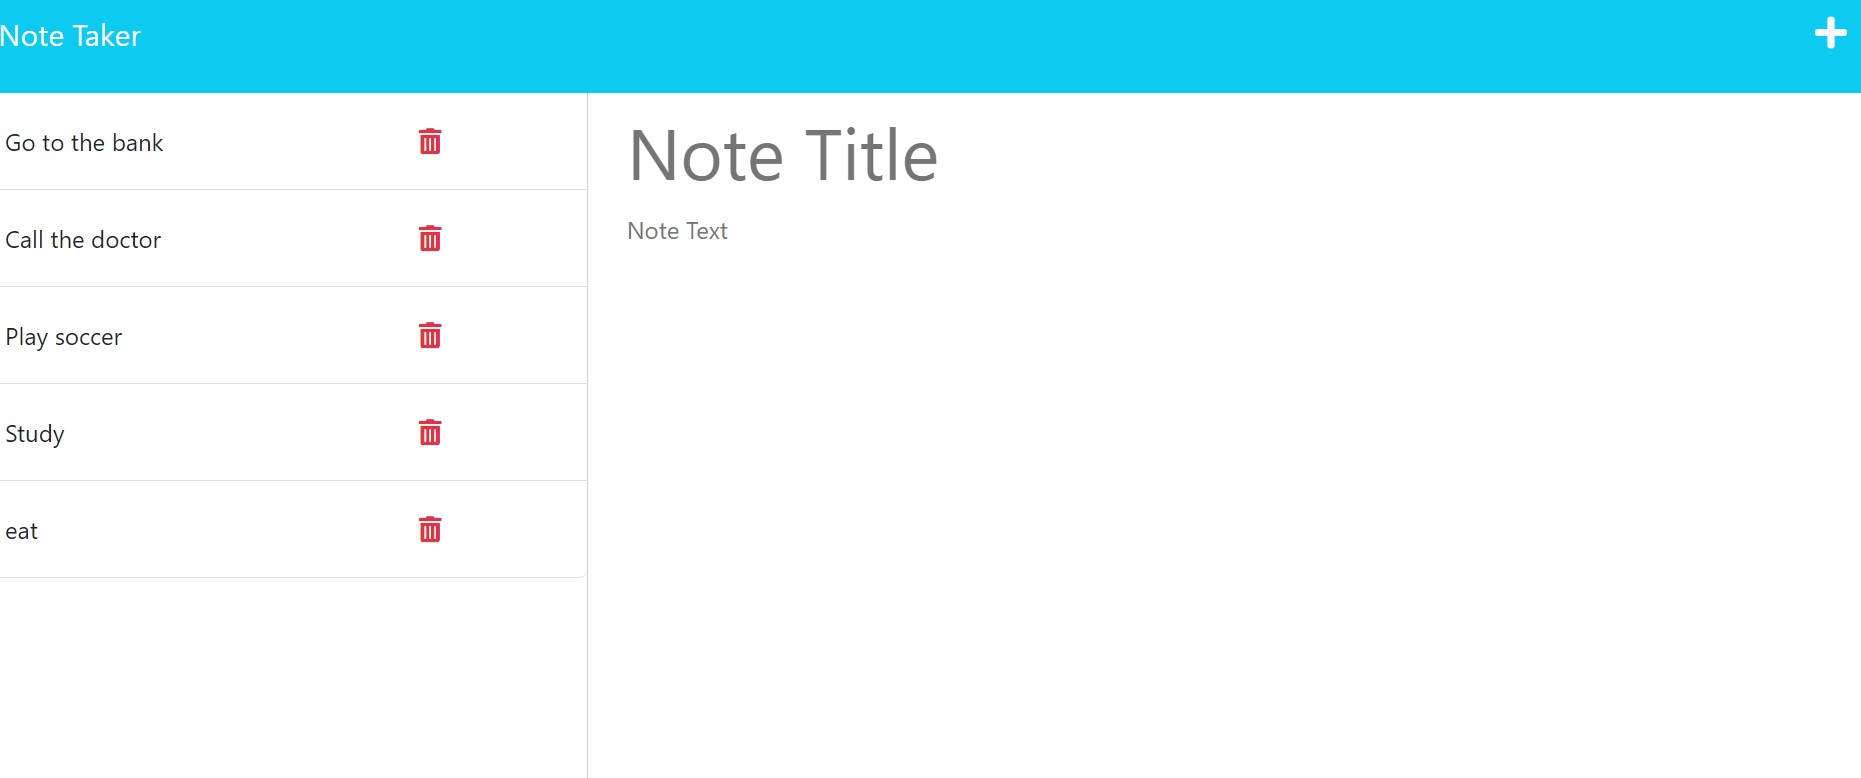 Note Taker
Go to the bank
Call the doctor
Play soccer
Study
eat
Note Title
Note Text